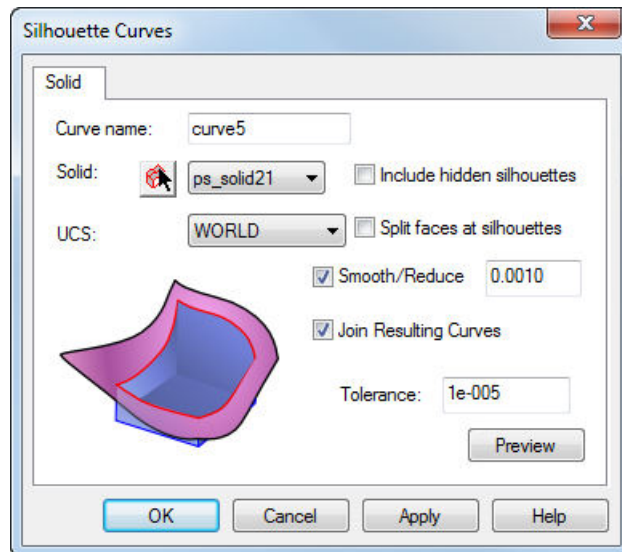 Silhouette Curves
Solid
Curve name: curve5
Solid: ps_solid21 Include hidden silhouettes
UCS: WORLD Split faces at silhouettes
Smooth/Reduce 0.0010
Join Resulting Curves
Tolerance: 1e-005
Preview
OK Cancel Apply Help